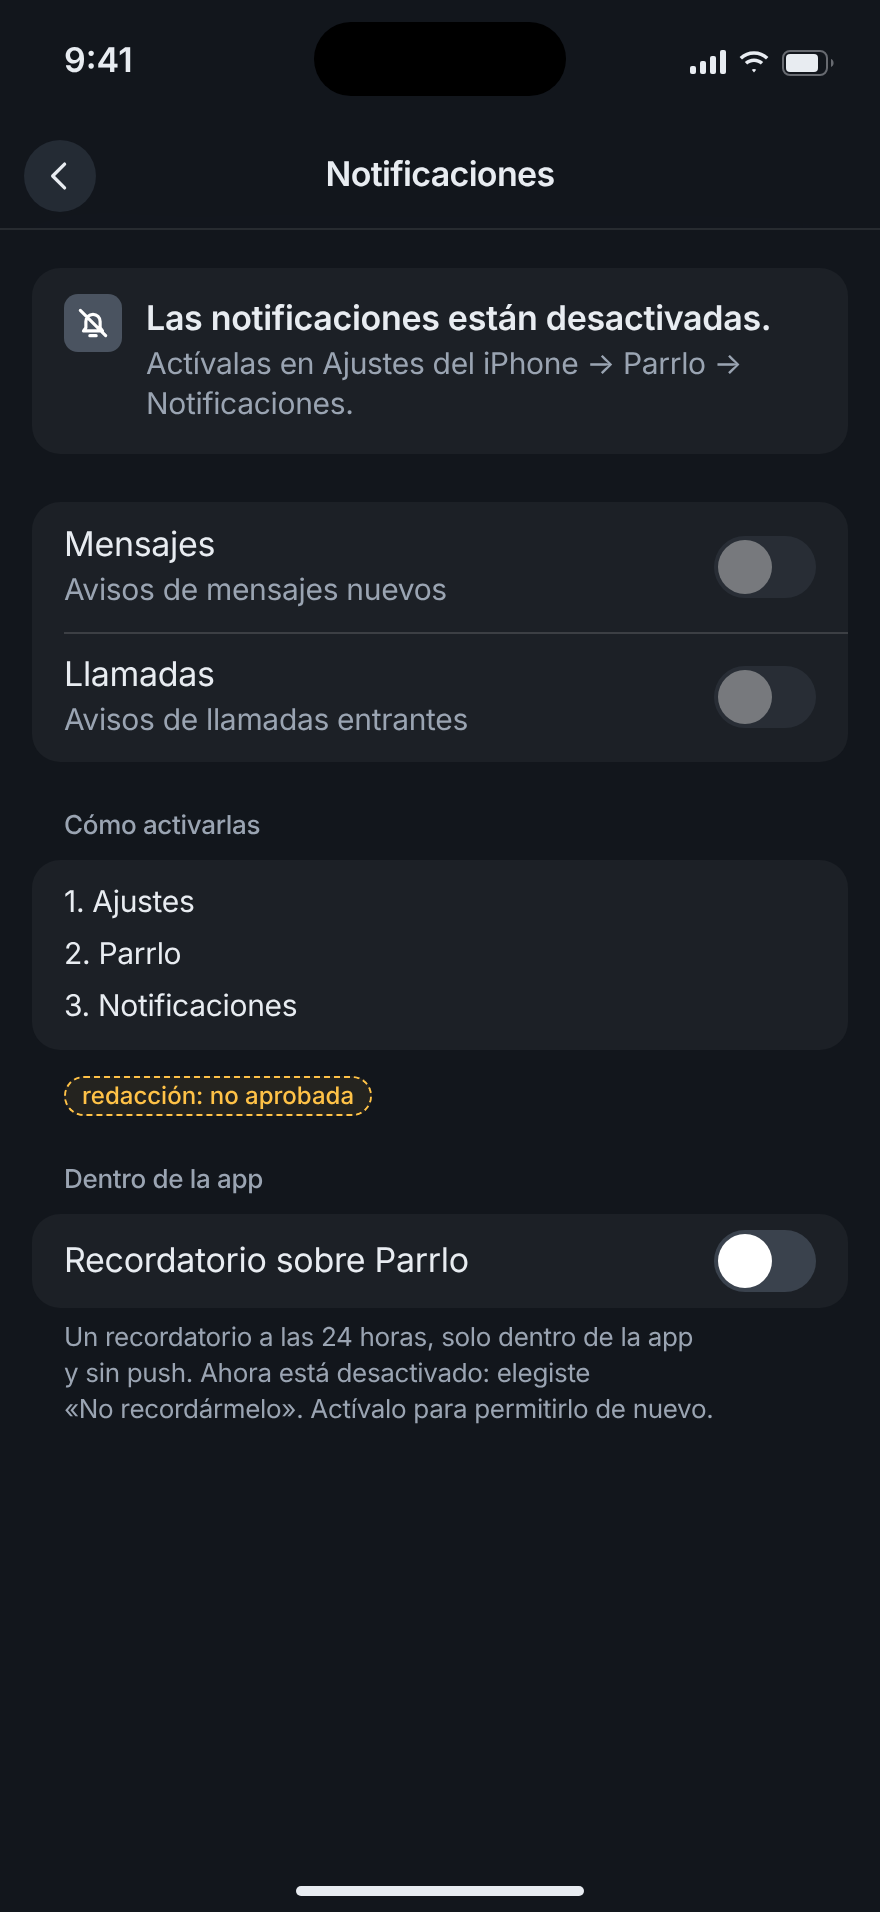 9:41
Notificaciones
Las notificaciones están desactivadas.
Actívalas en Ajustes del iPhone → Parrlo →
Notificaciones.
Mensajes
Avisos de mensajes nuevos
Llamadas
Avisos de llamadas entrantes
Cómo activarlas
1. Ajustes
2. Parrlo
3. Notificaciones
redacción: no aprobada
Dentro de la app
Recordatorio sobre Parrlo
Un recordatorio a las 24 horas, solo dentro de la app
y sin push. Ahora está desactivado: elegiste
«No recordármelo». Actívalo para permitirlo de nuevo.